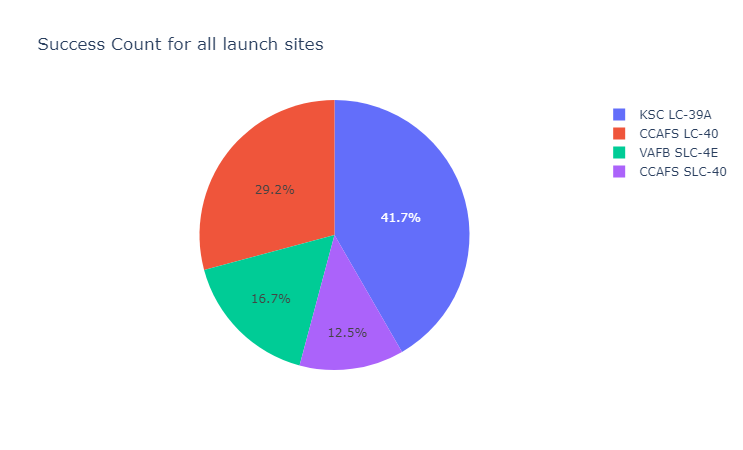 Success Count for all launch sites
KSC LC-39A
CCAFS LC-40
VAFB SLC-4E
CCAFS SLC-40
29.2%
41.7%
16.7%
12.5%